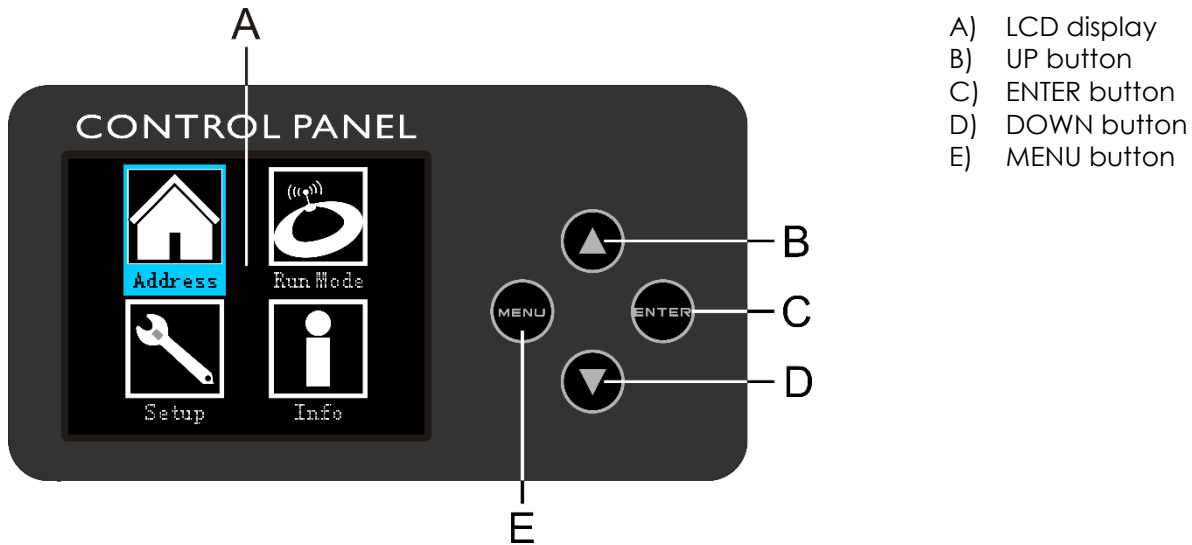 A
CONTROL PANEL
Address
Run Mode
Setup
Info
MENU
ENTER
B
C
D
E
A) LCD display
B) UP button
C) ENTER button
D) DOWN button
E) MENU button